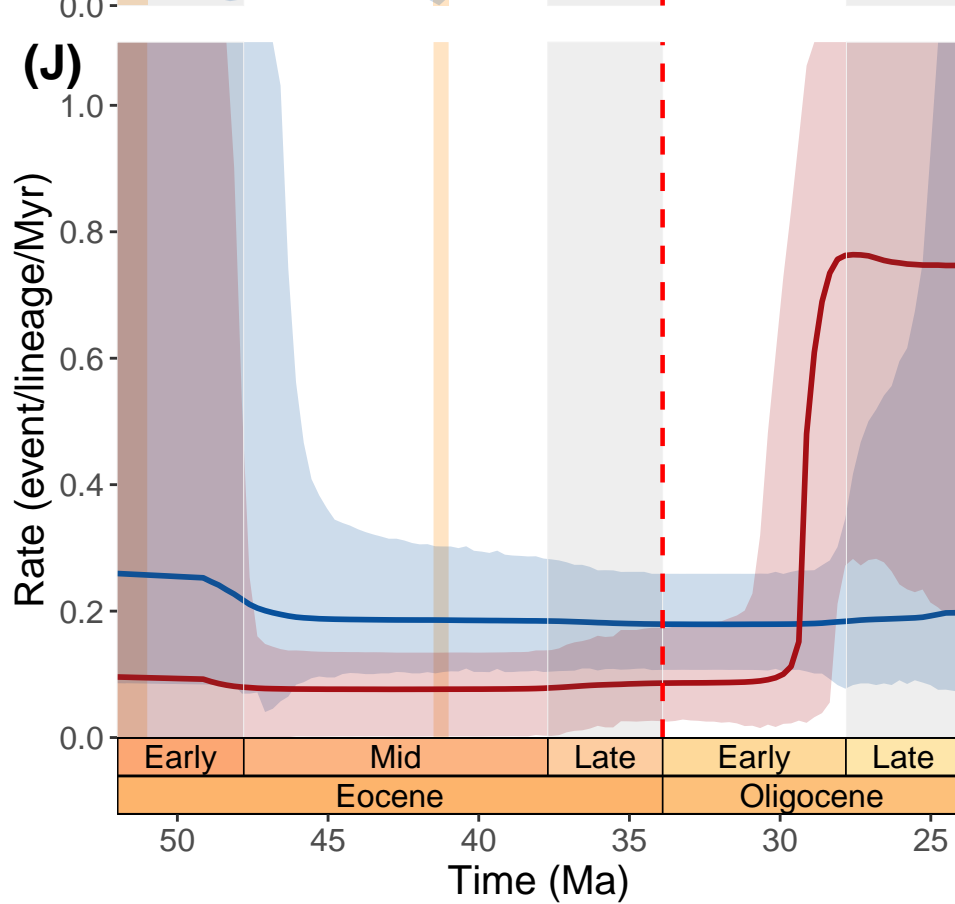 0.0
(J)
1.0
0.8
0.6
0.4
0.2
0.0
Rate (event/lineage/Myr)
Early Mid Late Early Late
Eocene Oligocene
50 45 40 35 30 25
Time (Ma)